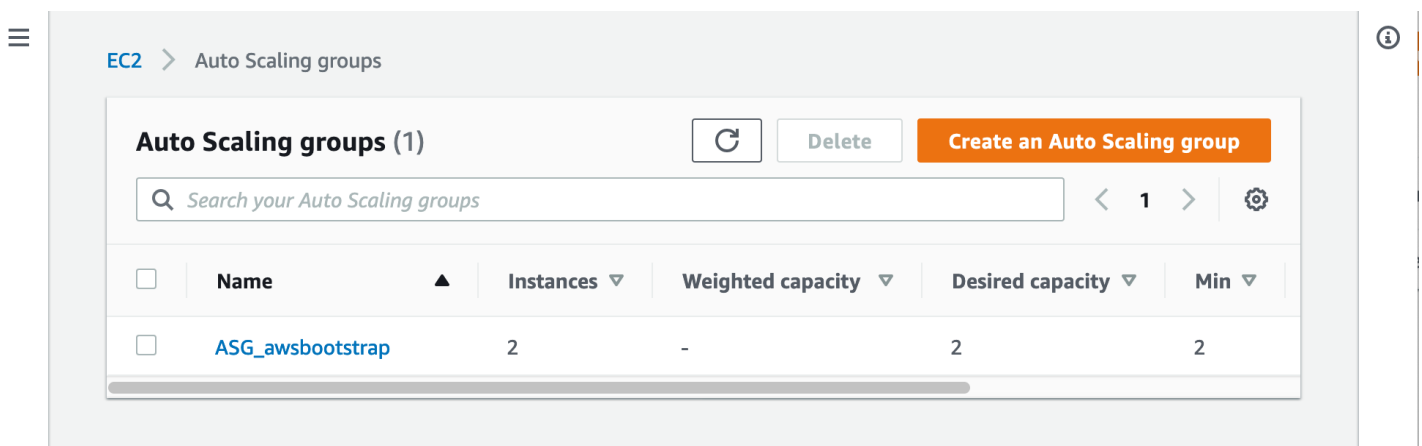 EC2 > Auto Scaling groups
Auto Scaling groups (1)
Delete
Create an Auto Scaling group
Search your Auto Scaling groups
1
Name Instances Weighted capacity Desired capacity Min
ASG_awsbootstrap 2 - 2 2